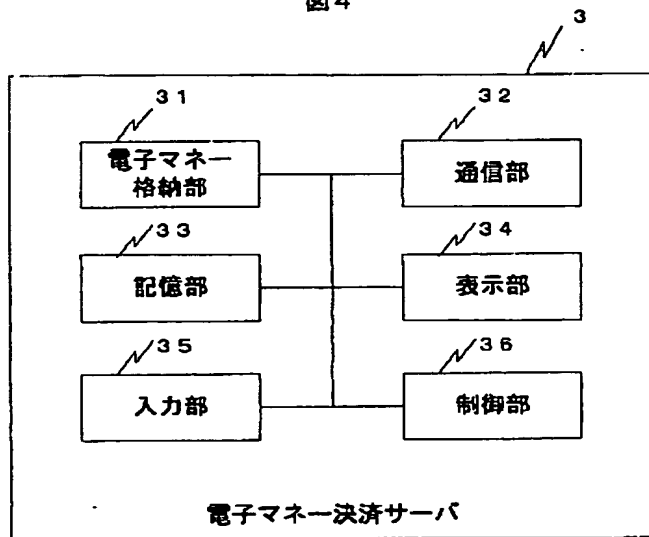 図4
3
31
電子マネー
格納部
32
通信部
33
記憶部
34
表示部
35
入力部
36
制御部
電子マネー決済サーバ